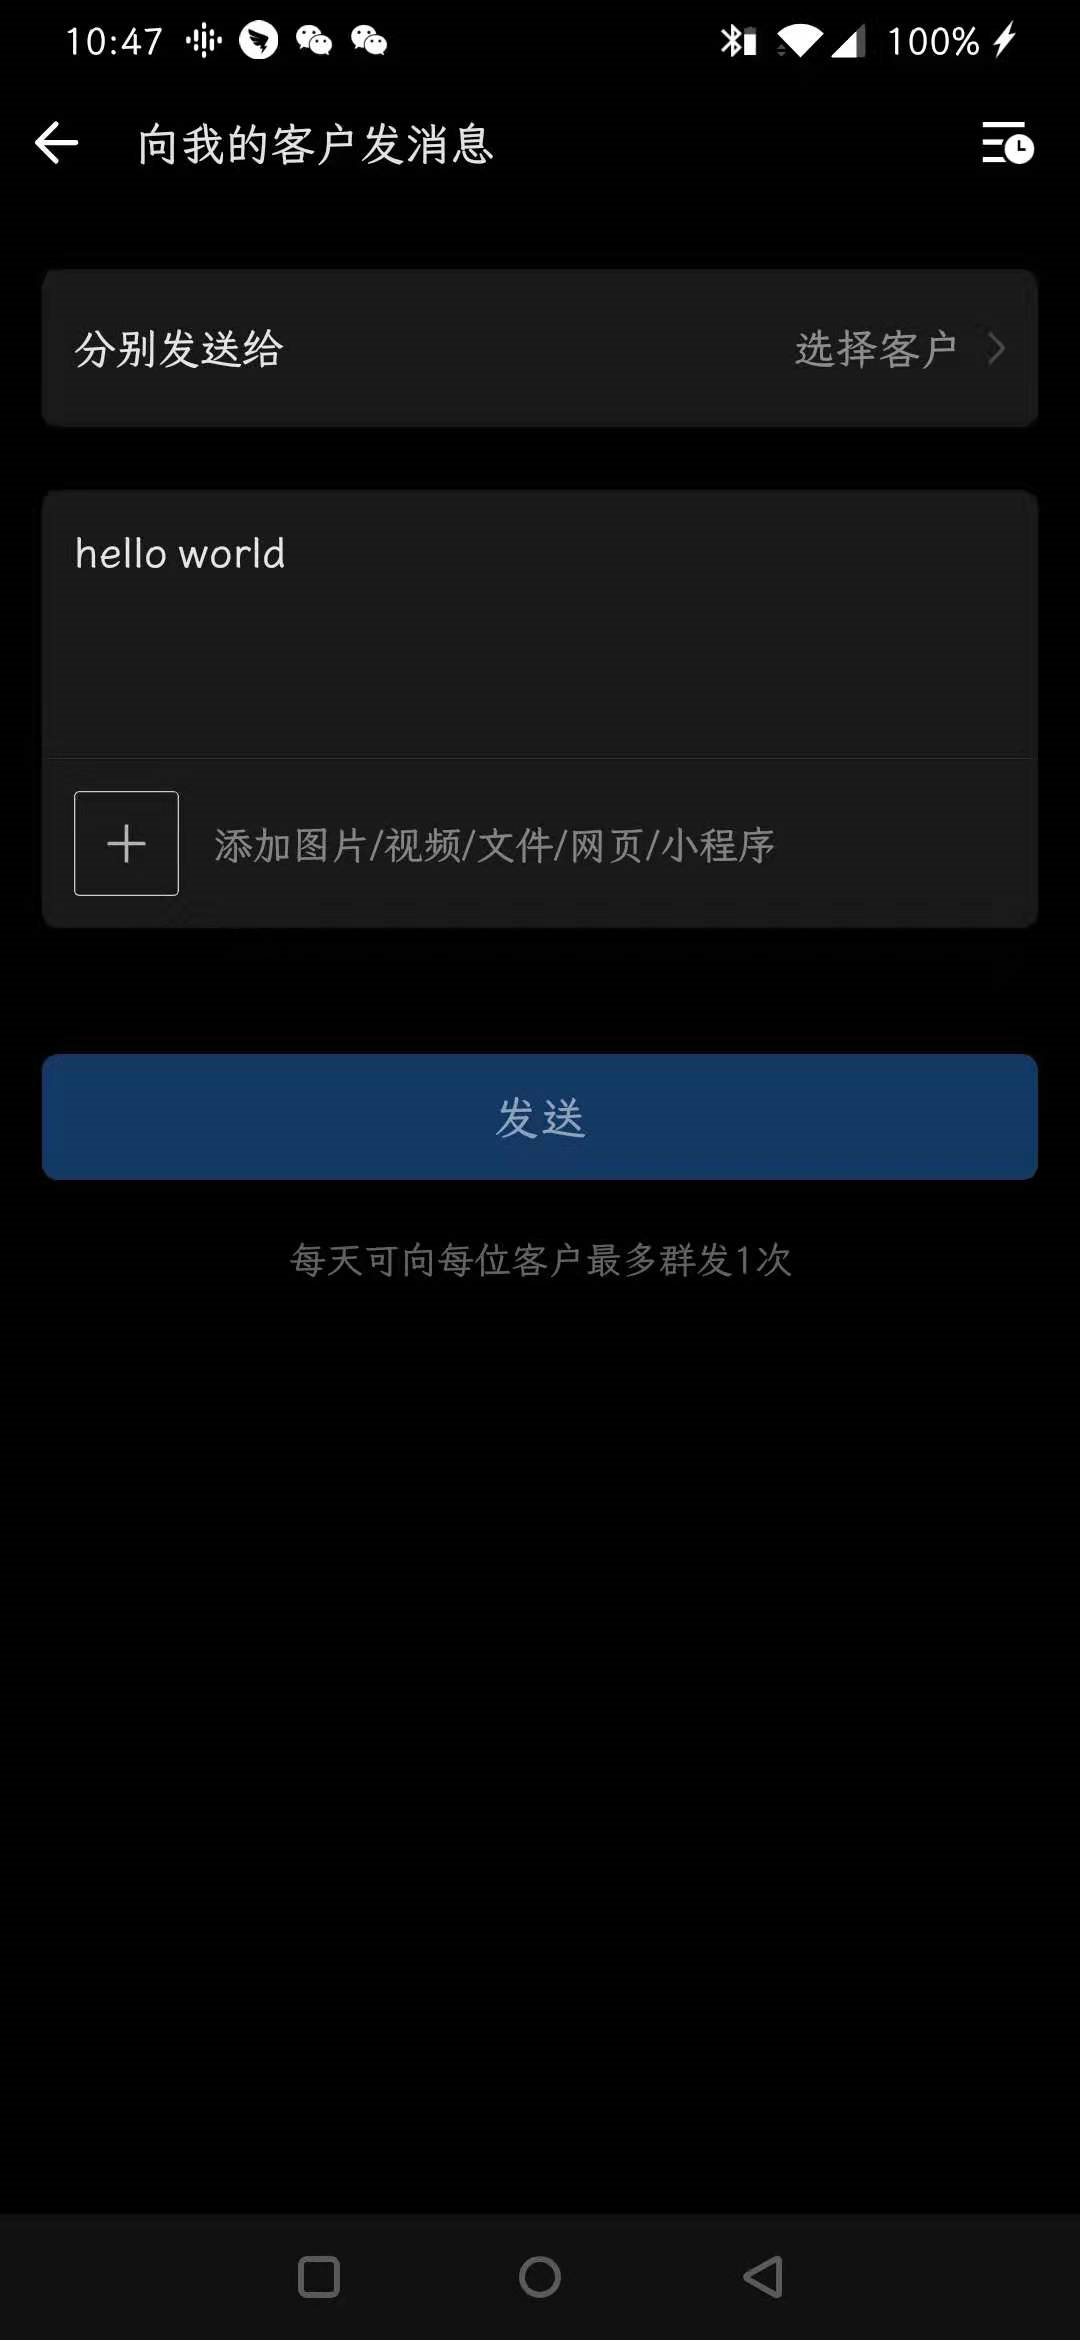 10:47 100%
向我的客户发消息
分别发送给 选择客户
hello world
添加图片/视频/文件/网页/小程序
发送
每天可向每位客户最多群发1次